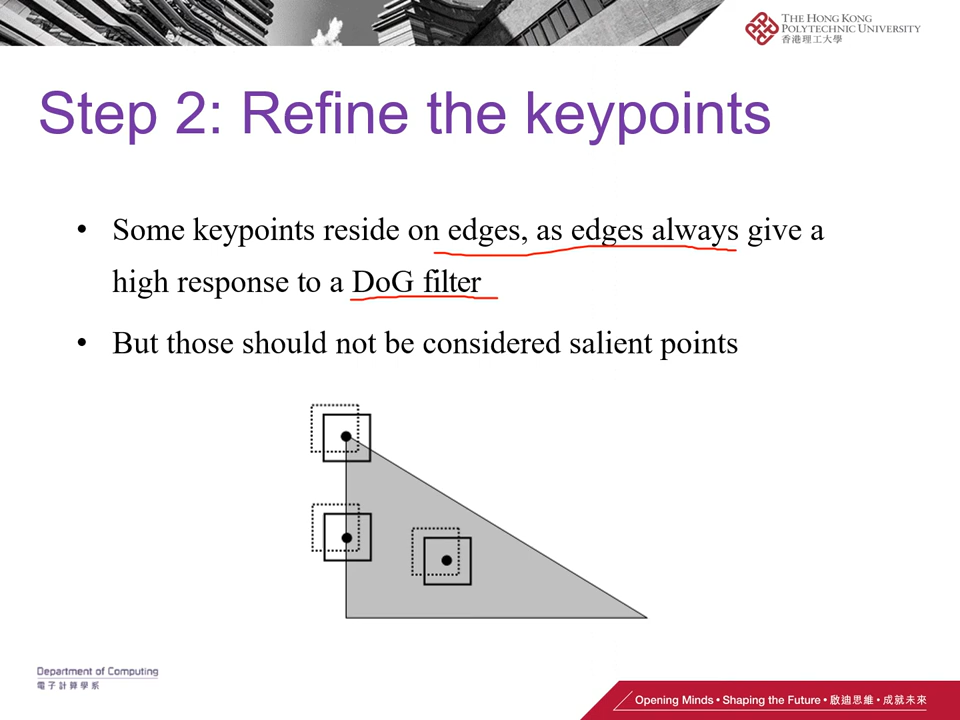 THE HONG KONG
POLYTECHNIC UNIVERSITY
香港理工大學
Step 2: Refine the keypoints
• Some keypoints reside on edges, as edges always give a
high response to a DoG filter
• But those should not be considered salient points
Department of Computing
電子計算學系
Opening Minds • Shaping the Future • 啟迪思維 • 成就未來